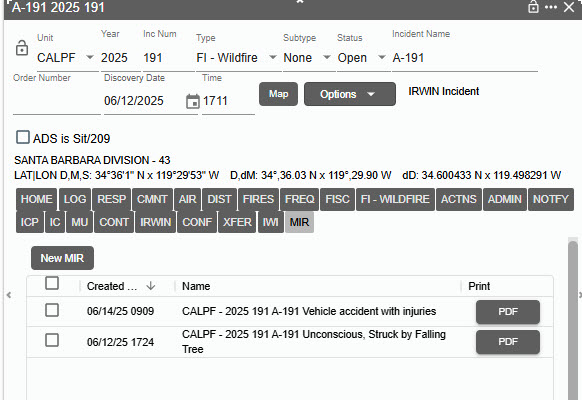 A-191 2025 191
Unit Year Inc Num Type Subtype Status Incident Name
CALPF 2025 191 FI - Wildfire None Open A-191
Order Number Discovery Date Time
06/12/2025 1711 Map Options IRWIN Incident
ADS is Sit/209
SANTA BARBARA DIVISION - 43
LAT|LON D,M,S: 34°36'1" N x 119°29'53" W D,dM: 34°,36.03 N x 119°,29.90 W dD: 34.600433 N x 119.498291 W
HOME LOG RESP CMNT AIR DIST FIRES FREQ FISC FI - WILDFIRE ACTNS ADMIN NOTFY
ICP IC MU CONT IRWIN CONF XFER IWI MIR
New MIR
Created ... Name Print
06/14/25 0909 CALPF - 2025 191 A-191 Vehicle accident with injuries PDF
06/12/25 1724 CALPF - 2025 191 A-191 Unconscious, Struck by Falling
Tree PDF